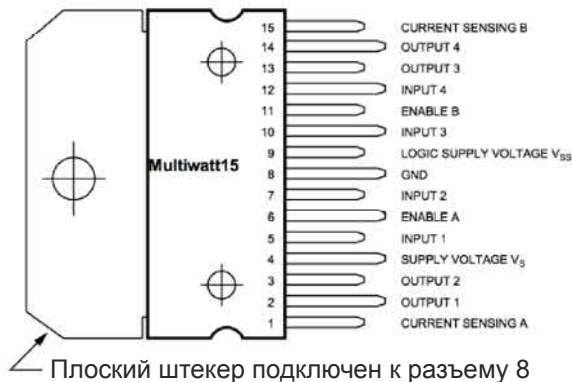 15 CURRENT SENSING B
14 OUTPUT 4
13 OUTPUT 3
12 INPUT 4
11 ENABLE B
10 INPUT 3
Multiwatt15
9 LOGIC SUPPLY VOLTAGE VSS
8 GND
7 INPUT 2
6 ENABLE A
5 INPUT 1
4 SUPPLY VOLTAGE VS
3 OUTPUT 2
2 OUTPUT 1
1 CURRENT SENSING A
Плоский штекер подключен к разъему 8